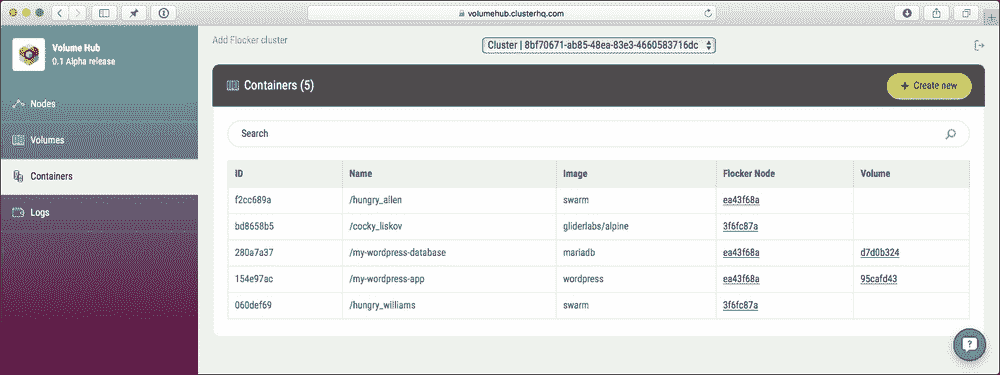 volumehub.clusterhq.com
Volume Hub
0.1 Alpha release
Add Flocker cluster
Cluster | 8bf70671-ab85-48ea-83e3-4660583716dc
Nodes
Volumes
Containers
Logs
Containers (5)
+ Create new
Search
ID Name Image Flocker Node Volume
f2cc689a /hungry_allen swarm ea43f68a
bd8658b5 /cocky_liskov gliderlabs/alpine 3f6fc87a
280a7a37 /my-wordpress-database mariadb ea43f68a d7d0b324
154e97ac /my-wordpress-app wordpress ea43f68a 95cafd43
060def69 /hungry_williams swarm 3f6fc87a